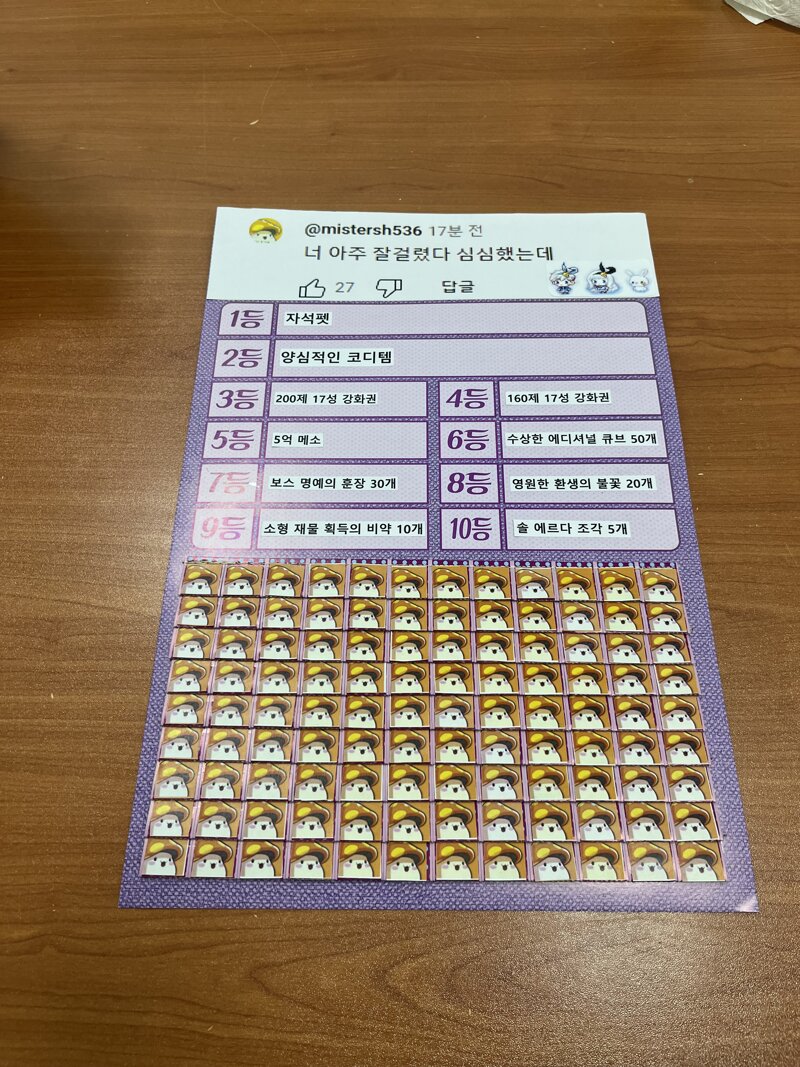 @mistersh536 17분 전
너 아주 잘걸렸다 심심했는데
27 답글
1등 자석펫
2등 양심적인 코디템
3등 200제 17성 강화권
4등 160제 17성 강화권
5등 5억 메소
6등 수상한 에디셔널 큐브 50개
7등 보스 명예의 훈장 30개
8등 영원한 환생의 불꽃 20개
9등 소형 재물 획득의 비약 10개
10등 솔 에르다 조각 5개